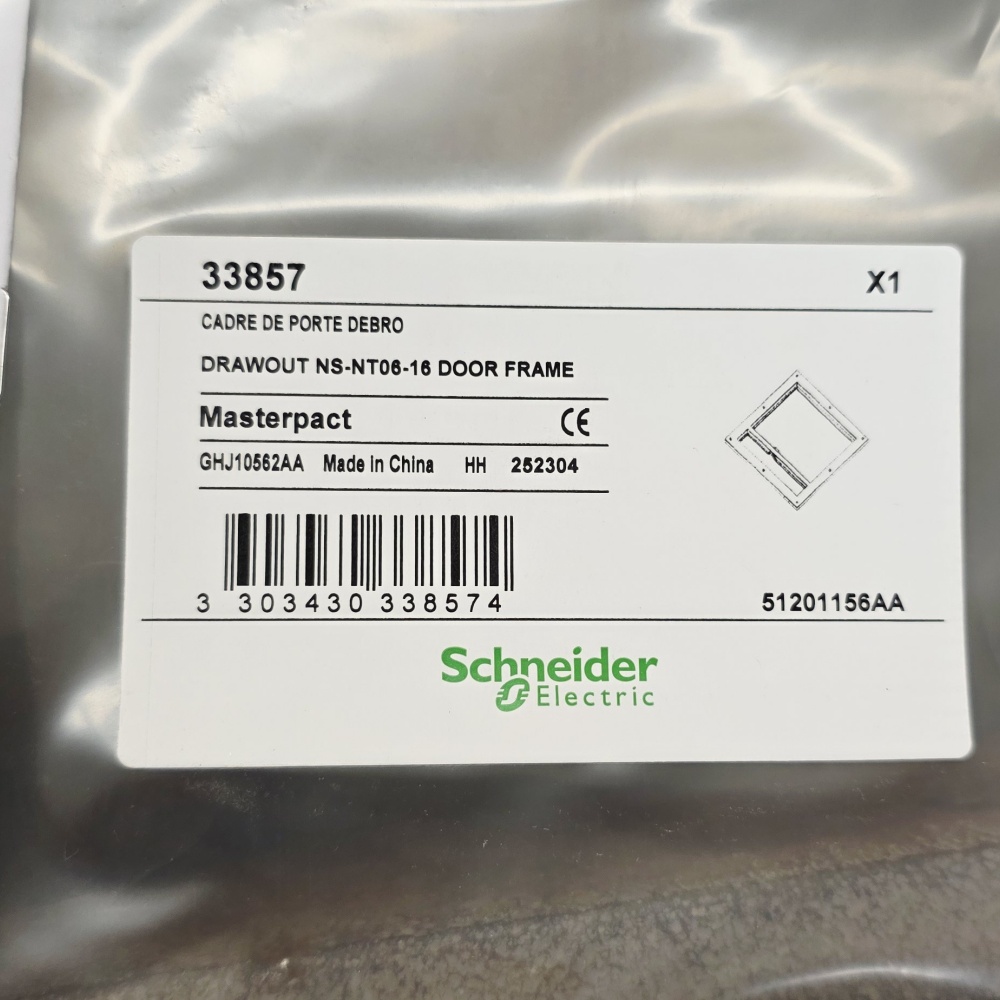 33857 X1
CADRE DE PORTE DEBRO
DRAWOUT NS-NT06-16 DOOR FRAME
Masterpact CE
GHJ10562AA Made in China HH 252304
3 303430 338574
51201156AA
Schneider
Electric